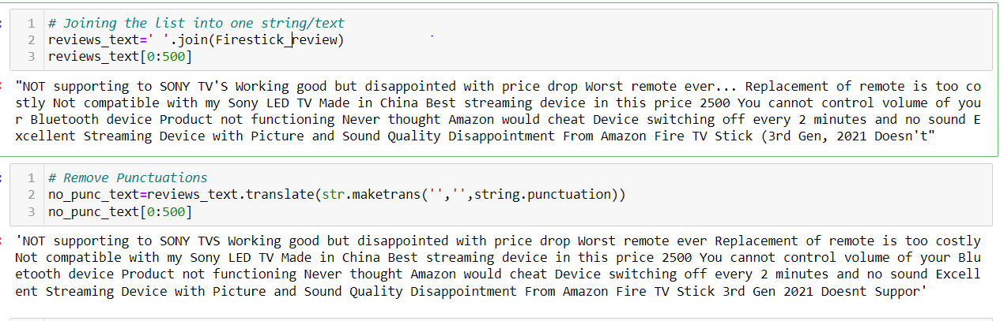 1 # Joining the list into one string/text
2 reviews_text=' '.join(Firestick_review)
3 reviews_text[0:500]
"NOT supporting to SONY TV'S Working good but disappointed with price drop Worst remote ever... Replacement of remote is too co
stly Not compatible with my Sony LED TV Made in China Best streaming device in this price 2500 You cannot control volume of you
r Bluetooth device Product not functioning Never thought Amazon would cheat Device switching off every 2 minutes and no sound E
xcellent Streaming Device with Picture and Sound Quality Disappointment From Amazon Fire TV Stick (3rd Gen, 2021 Doesn't"
1 # Remove Punctuations
2 no_punc_text=reviews_text.translate(str.maketrans('','',string.punctuation))
3 no_punc_text[0:500]
'NOT supporting to SONY TVS Working good but disappointed with price drop Worst remote ever Replacement of remote is too costly
Not compatible with my Sony LED TV Made in China Best streaming device in this price 2500 You cannot control volume of your Blu
etooth device Product not functioning Never thought Amazon would cheat Device switching off every 2 minutes and no sound Excell
ent Streaming Device with Picture and Sound Quality Disappointment From Amazon Fire TV Stick 3rd Gen 2021 Doesnt Suppor'